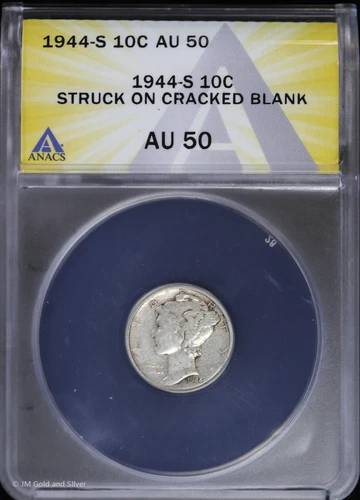 1944-S 10C AU 50
1944-S 10C
STRUCK ON CRACKED BLANK
ANACS
AU 50
© JM Gold and Silver